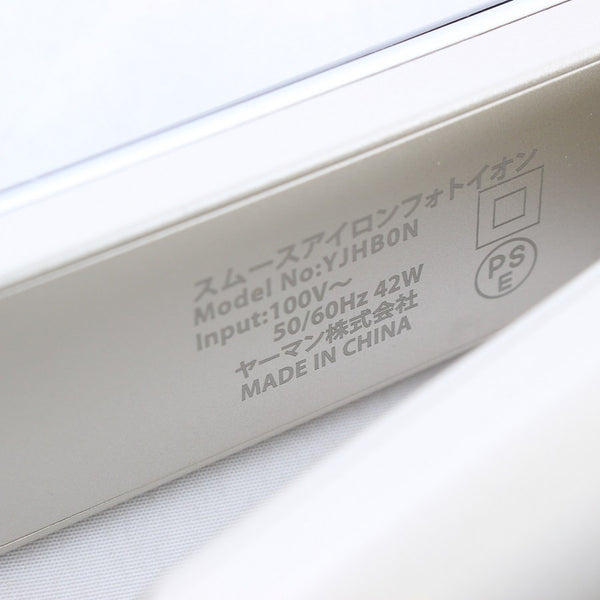 スムースアイロンフォトイオン
Model No:YJHB0N
Input:100V～
50/60Hz 42W
ヤーマン株式会社
MADE IN CHINA
PS
E